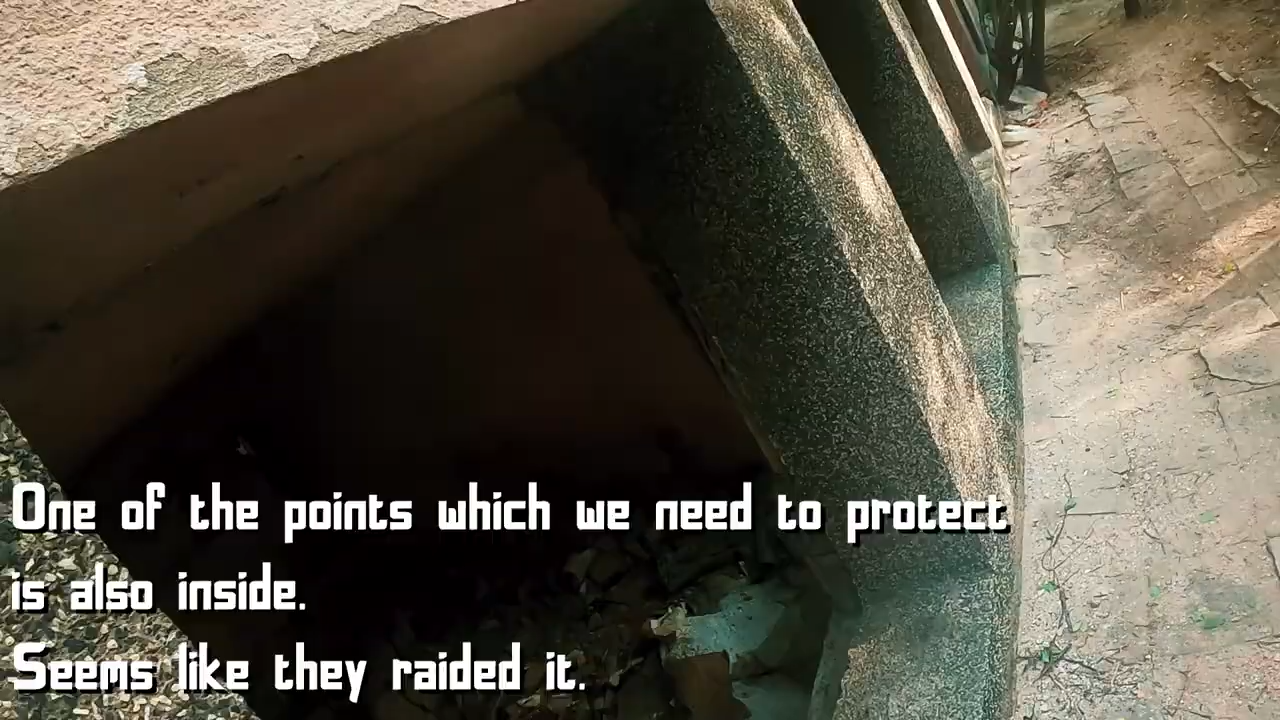 One of the points which we need to protect
is also inside.
Seems like they raided it.